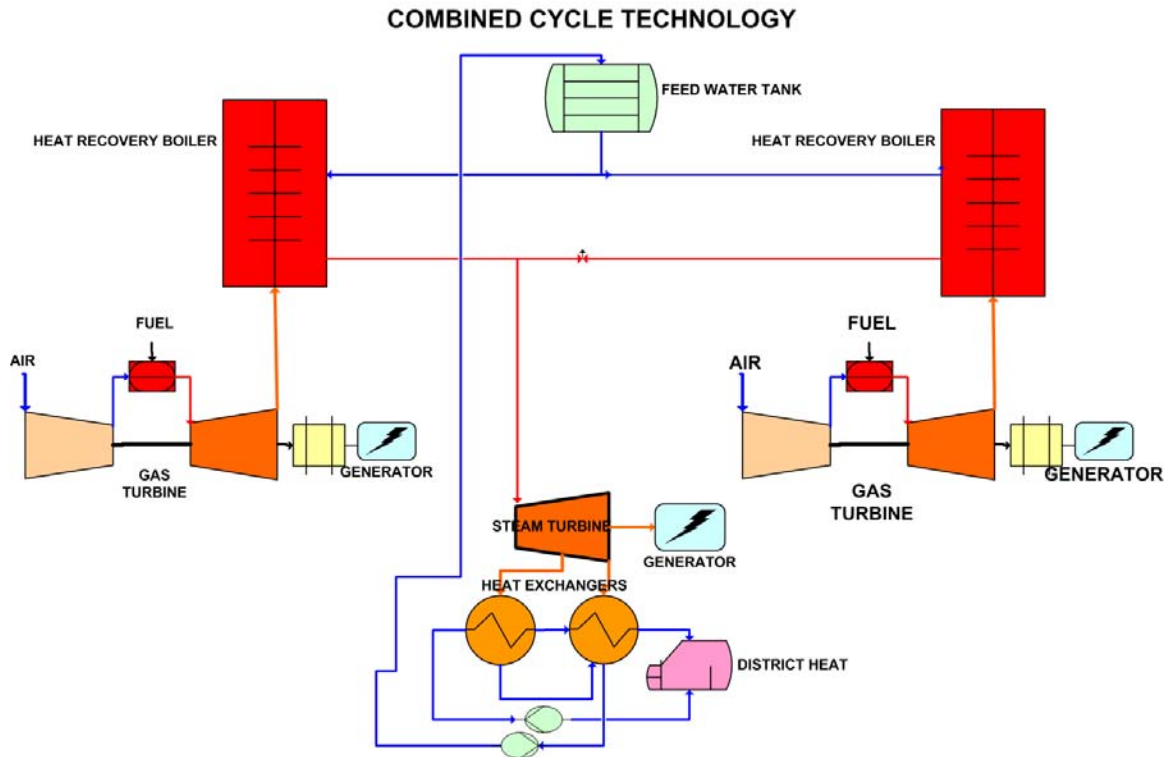 COMBINED CYCLE TECHNOLOGY
FEED WATER TANK
HEAT RECOVERY BOILER
HEAT RECOVERY BOILER
FUEL
AIR
GENERATOR
GAS
TURBINE
FUEL
AIR
GENERATOR
GAS
TURBINE
STEAM TURBINE
GENERATOR
HEAT EXCHANGERS
DISTRICT HEAT